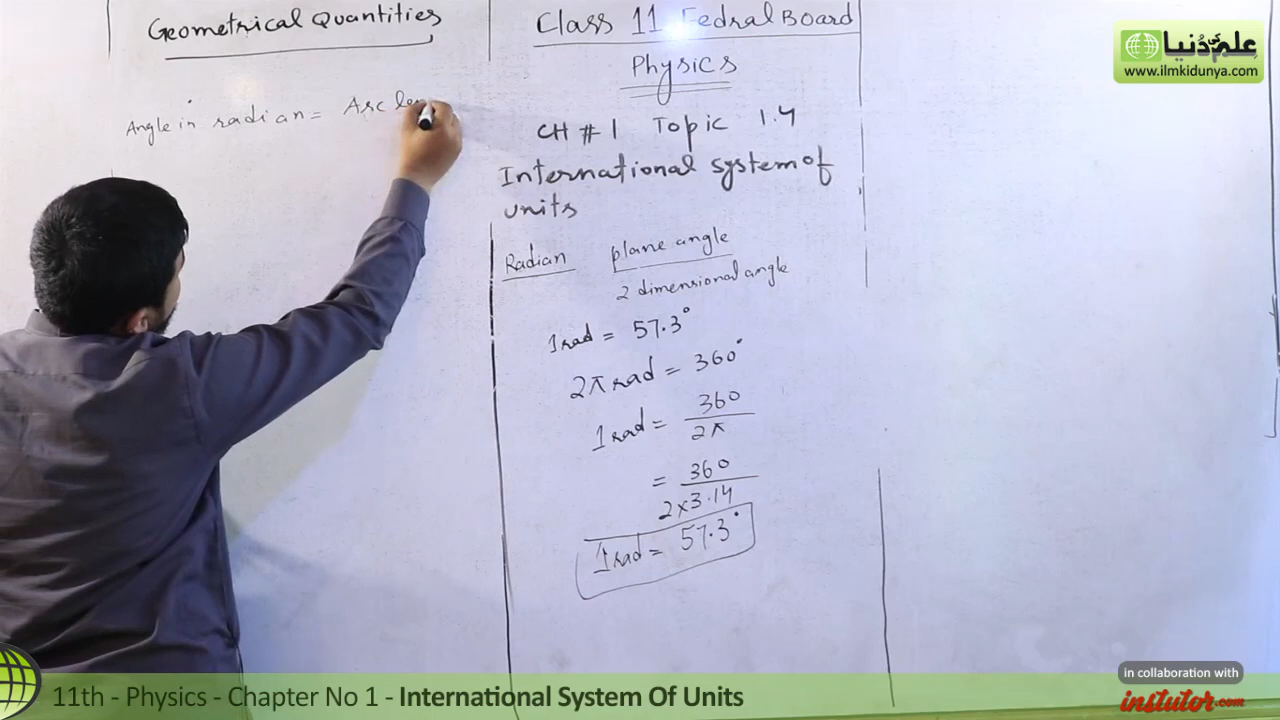 Geometrical Quantities
Angle in radian = Arc le
Class 11 Fedral Board
Physics
CH # 1 Topic 1.4
International system of
units
Radian plane angle
2 dimensional angle
1 rad = 57.3°
2π rad = 360°
1 rad = 360
2π
= 360
2×3.14
1 rad = 57.3°
علم کی دُنیا
www.ilmkidunya.com
11th - Physics - Chapter No 1 - International System Of Units
in collaboration with
instutor.com